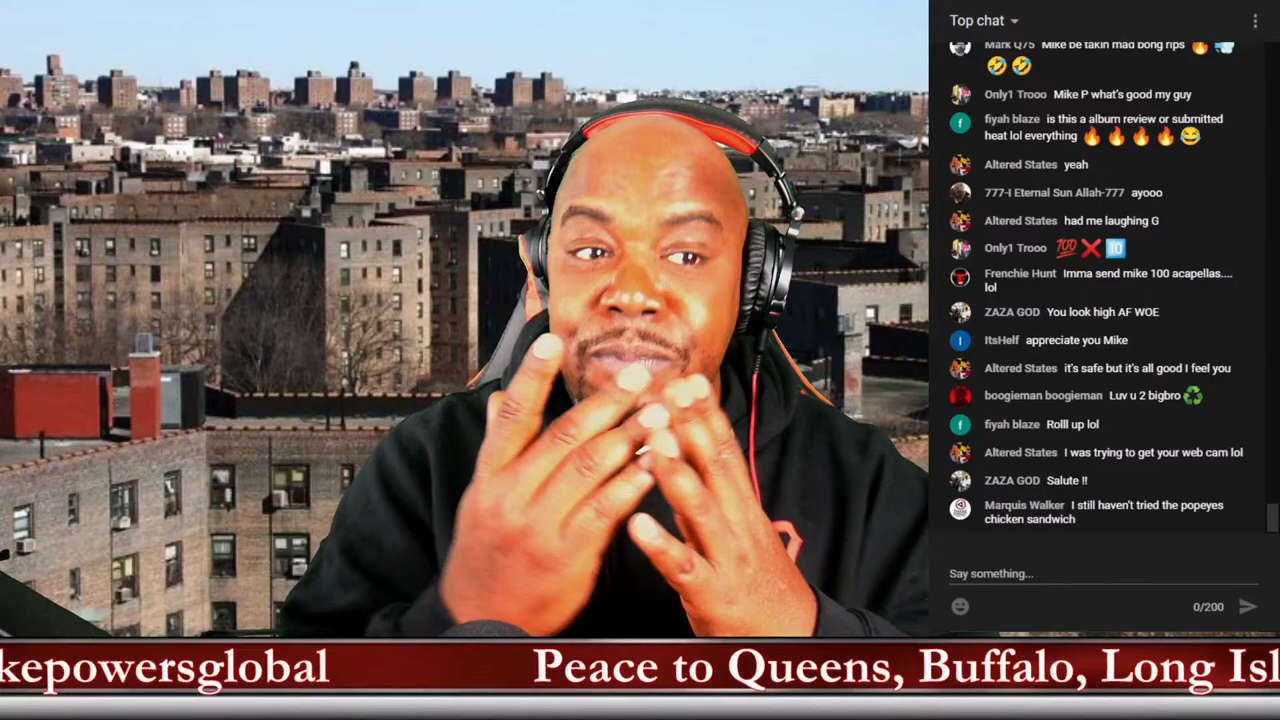 Top chat
Mark Q75 Mike be takin mad bong rips
Only1 Trooo Mike P what's good my guy
fiyah blaze is this a album review or submitted
heat lol everything
Altered States yeah
777-I Eternal Sun Allah-777 ayooo
Altered States had me laughing G
Only1 Trooo 💯❌🔟
Frenchie Hunt Imma send mike 100 acapellas....
lol
ZAZA GOD You look high AF WOE
I ItsHelf appreciate you Mike
Altered States it's safe but it's all good I feel you
boogieman boogieman Luv u 2 bigbro
f fiyah blaze Rolll up lol
Altered States I was trying to get your web cam lol
ZAZA GOD Salute !!
Marquis Walker I still haven't tried the popeyes
chicken sandwich
Say something...
0/200
kepowersglobal Peace to Queens, Buffalo, Long Isl